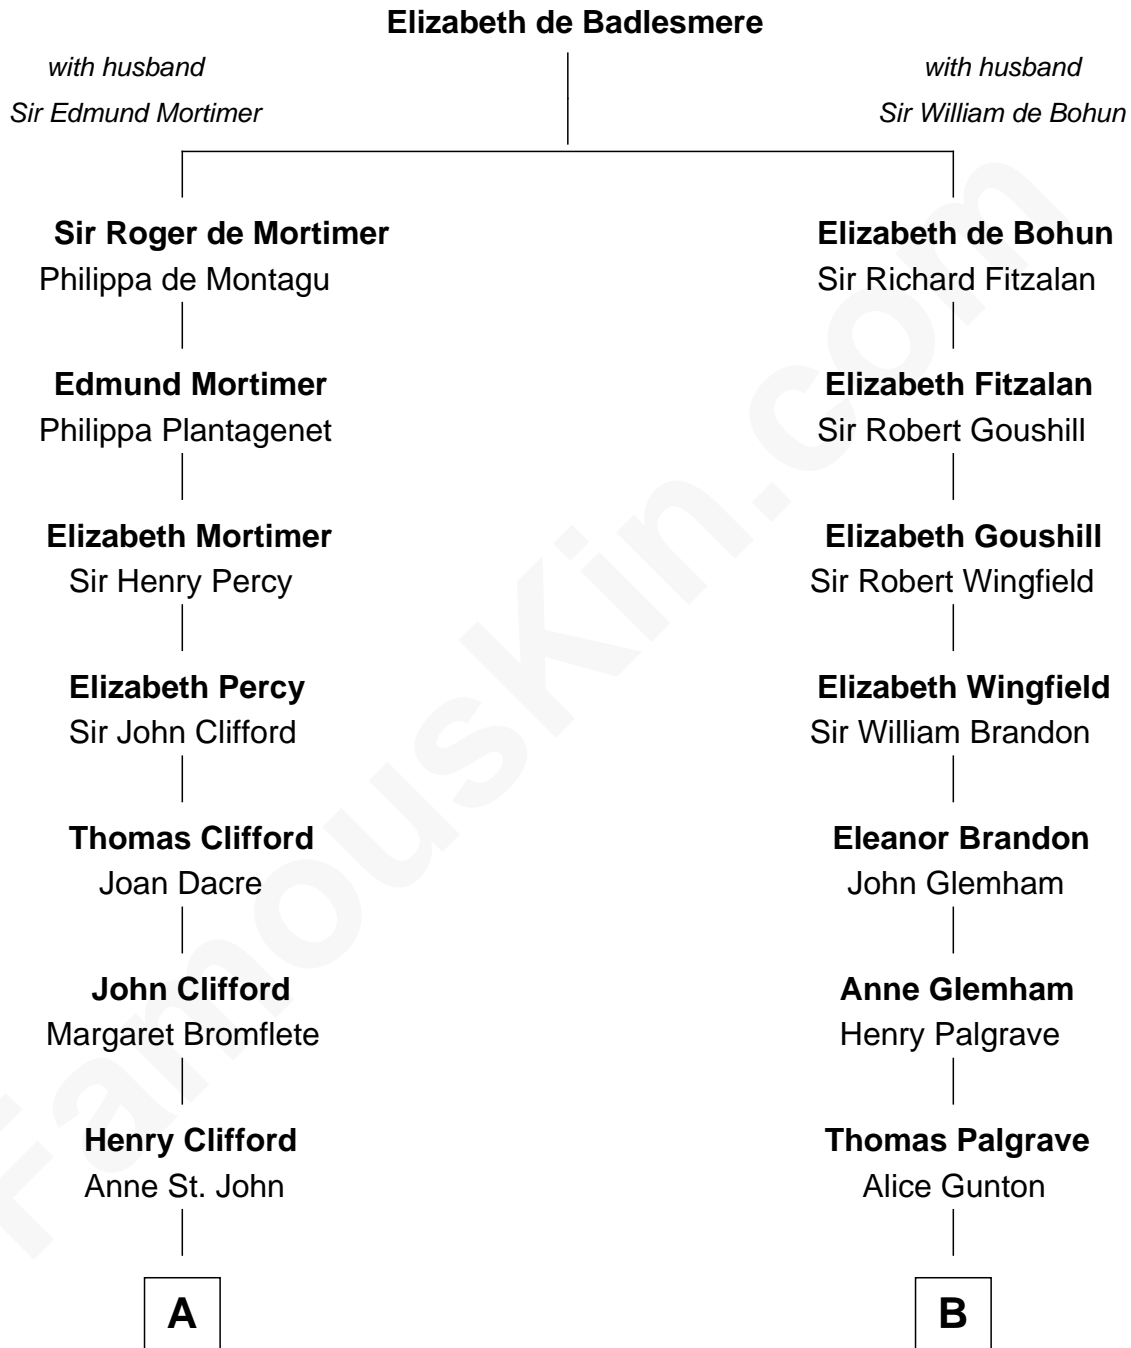 Elizabeth de Badlesmere
with husband
Sir Edmund Mortimer
with husband
Sir William de Bohun
Sir Roger de Mortimer
Philippa de Montagu
Elizabeth de Bohun
Sir Richard Fitzalan
Edmund Mortimer
Philippa Plantagenet
Elizabeth Fitzalan
Sir Robert Goushill
Elizabeth Mortimer
Sir Henry Percy
Elizabeth Goushill
Sir Robert Wingfield
Elizabeth Percy
Sir John Clifford
Elizabeth Wingfield
Sir William Brandon
Thomas Clifford
Joan Dacre
Eleanor Brandon
John Glemham
John Clifford
Margaret Bromflete
Anne Glemham
Henry Palgrave
Henry Clifford
Anne St. John
Thomas Palgrave
Alice Gunton
A
B
FamousKin.com